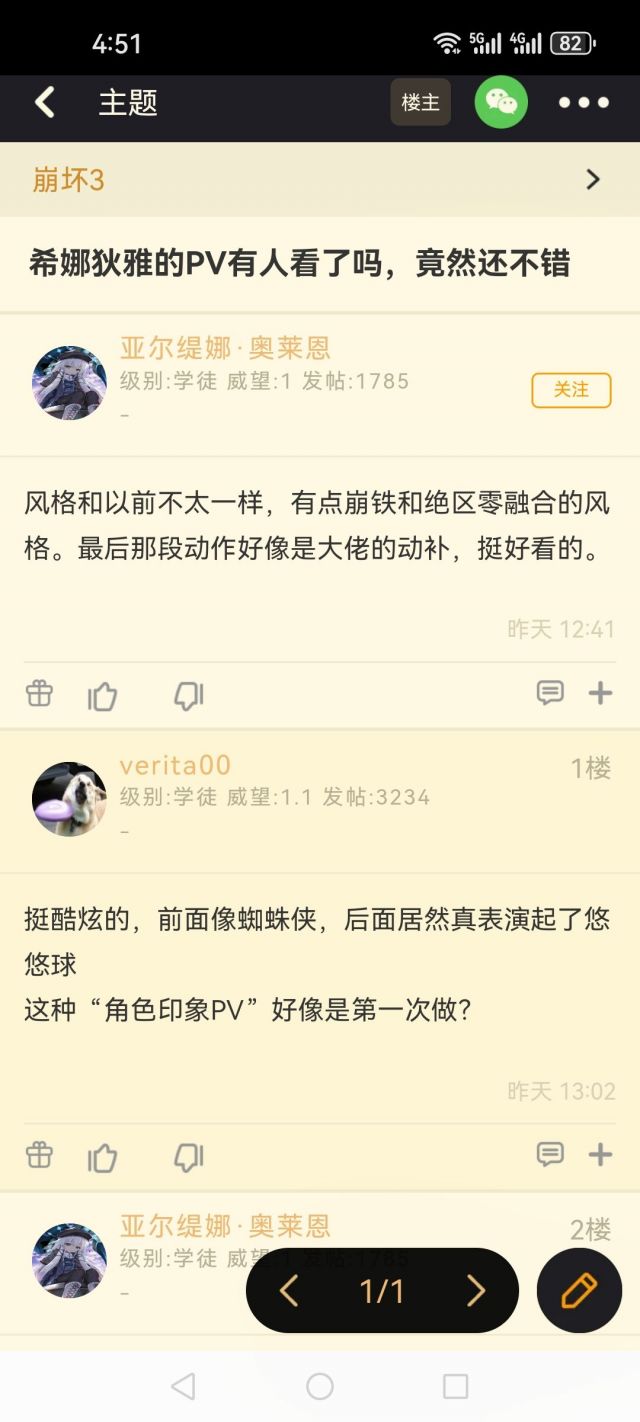 4:51
5G 4G 82
主题
楼主
崩坏3
希娜狄雅的PV有人看了吗，竟然还不错
亚尔缇娜·奥莱恩
级别:学徒 威望:1 发帖:1785
-
关注
风格和以前不太一样，有点崩铁和绝区零融合的风
格。最后那段动作好像是大佬的动补，挺好看的。
昨天 12:41
verita00
1楼
级别:学徒 威望:1.1 发帖:3234
-
挺酷炫的，前面像蜘蛛侠，后面居然真表演起了悠
悠球
这种“角色印象PV”好像是第一次做？
昨天 13:02
亚尔缇娜·奥莱恩
2楼
级别:学徒 威望:1 发帖:1785
-
1/1